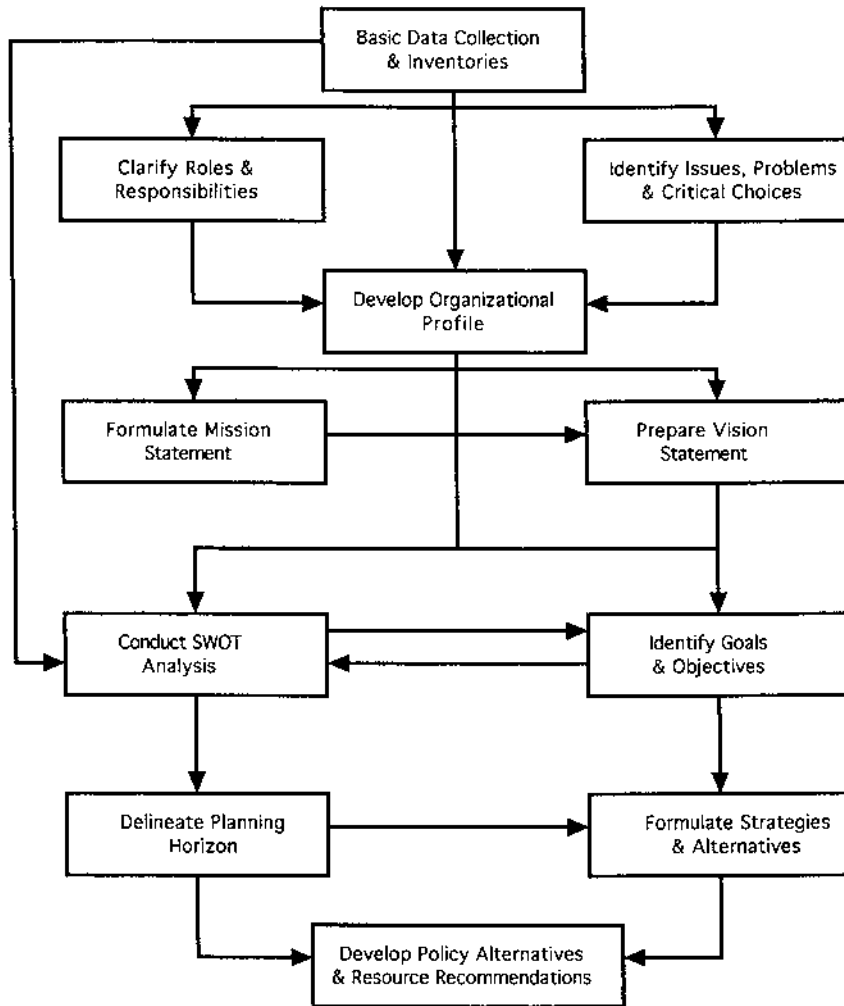 Basic Data Collection
& Inventories
Clarify Roles &
Responsibilities
Identify Issues, Problems
& Critical Choices
Develop Organizational
Profile
Formulate Mission
Statement
Prepare Vision
Statement
Conduct SWOT
Analysis
Identify Goals
& Objectives
Delineate Planning
Horizon
Formulate Strategies
& Alternatives
Develop Policy Alternatives
& Resource Recommendations